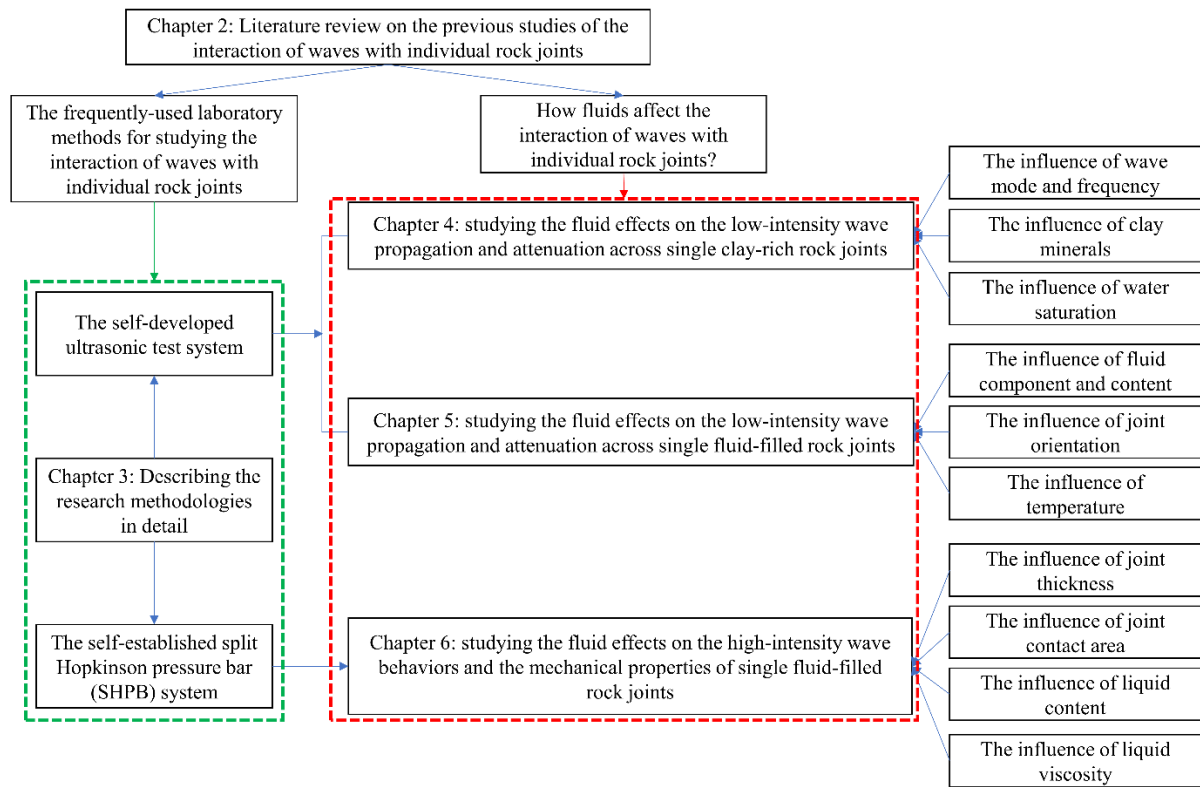 Chapter 2: Literature review on the previous studies of the
interaction of waves with individual rock joints
The frequently-used laboratory
methods for studying the
interaction of waves with
individual rock joints
How fluids affect the
interaction of waves with
individual rock joints?
The self-developed
ultrasonic test system
Chapter 3: Describing the
research methodologies
in detail
The self-established split
Hopkinson pressure bar
(SHPB) system
Chapter 4: studying the fluid effects on the low-intensity wave
propagation and attenuation across single clay-rich rock joints
Chapter 5: studying the fluid effects on the low-intensity wave
propagation and attenuation across single fluid-filled rock joints
Chapter 6: studying the fluid effects on the high-intensity wave
behaviors and the mechanical properties of single fluid-filled
rock joints
The influence of wave
mode and frequency
The influence of clay
minerals
The influence of water
saturation
The influence of fluid
component and content
The influence of joint
orientation
The influence of
temperature
The influence of joint
thickness
The influence of joint
contact area
The influence of liquid
content
The influence of liquid
viscosity